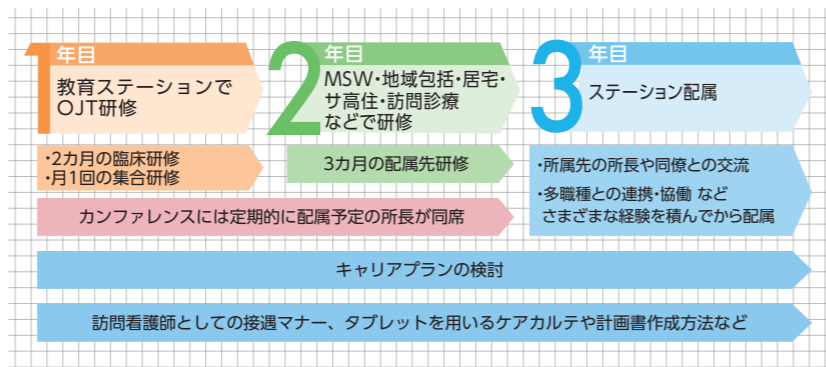 1年目
教育ステーションで
OJT研修
・2カ月の臨床研修
・月1回の集合研修
2年目
MSW・地域包括・居宅・
サ高住・訪問診療
などで研修
3カ月の配属先研修
カンファレンスには定期的に配属予定の所長が同席
3年目
ステーション配属
・所属先の所長や同僚との交流
・多職種との連携・協働 など
さまざまな経験を積んでから配属
キャリアプランの検討
訪問看護師としての接遇マナー、タブレットを用いるケアカルテや計画書作成方法など